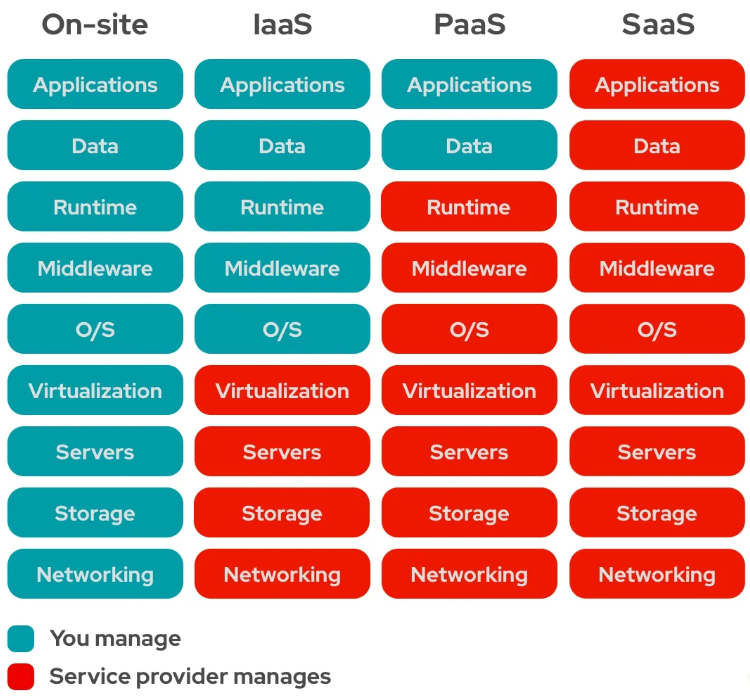 On-site IaaS PaaS SaaS
Applications Applications Applications Applications
Data Data Data Data
Runtime Runtime Runtime Runtime
Middleware Middleware Middleware Middleware
O/S O/S O/S O/S
Virtualization Virtualization Virtualization Virtualization
Servers Servers Servers Servers
Storage Storage Storage Storage
Networking Networking Networking Networking
You manage
Service provider manages